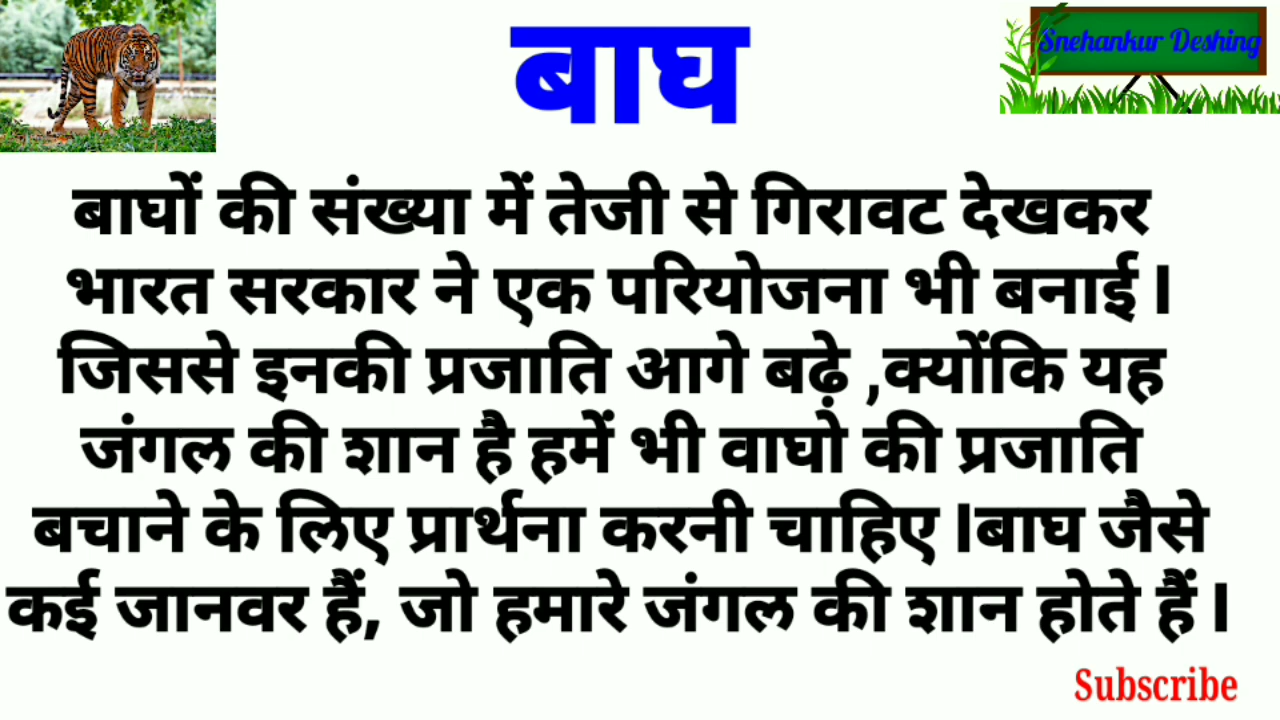 बाघ
Snehankur Deshing
बाघों की संख्या में तेजी से गिरावट देखकर
भारत सरकार ने एक परियोजना भी बनाई l
जिससे इनकी प्रजाति आगे बढ़े ,क्योंकि यह
जंगल की शान है हमें भी वाघो की प्रजाति
बचाने के लिए प्रार्थना करनी चाहिए lबाघ जैसे
कई जानवर हैं, जो हमारे जंगल की शान होते हैं l
Subscribe